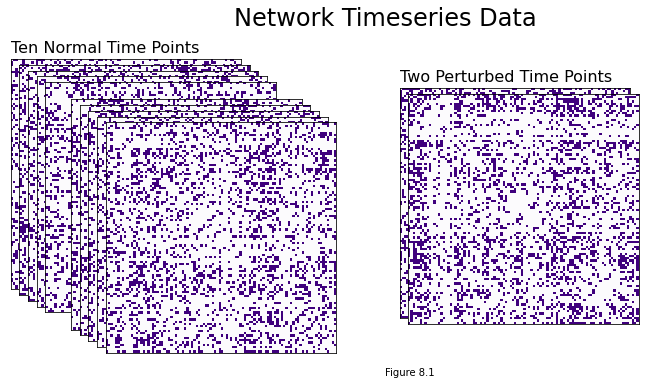 Network Timeseries Data
Ten Normal Time Points
Two Perturbed Time Points
Figure 8.1